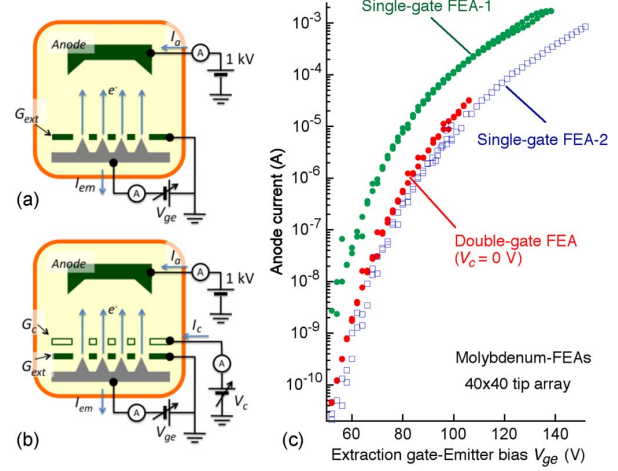 Anode
I_a
A
1 kV
e⁻
G_ext
I_em
A
V_ge
(a)
Anode
I_a
A
1 kV
e⁻
G_c
I_c
G_ext
A
I_em
A
V_ge
V_c
(b)
Single-gate FEA-1
Single-gate FEA-2
Double-gate FEA
(V_c = 0 V)
Molybdenum-FEAs
40x40 tip array
Anode current (A)
10⁻³
10⁻⁴
10⁻⁵
10⁻⁶
10⁻⁷
10⁻⁸
10⁻⁹
10⁻¹⁰
60 80 100 120 140
Extraction gate-Emitter bias V_ge (V)
(c)